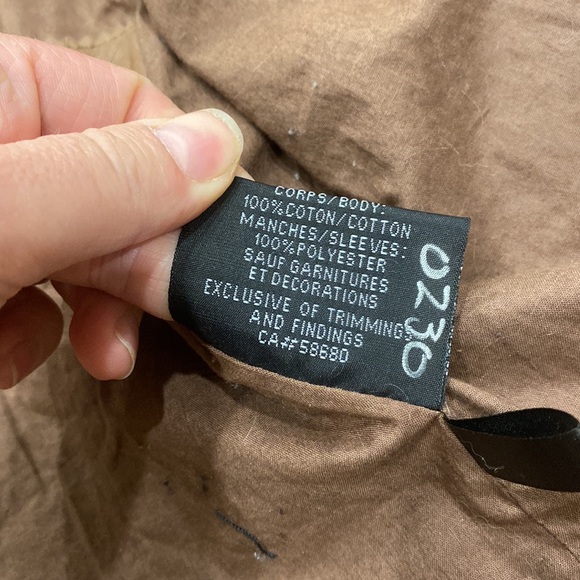 CORPS/BODY:
100%COTON/COTTON
MANCHES/SLEEVES:
100%POLYESTER
SAUF GARNITURES
ET DECORATIONS
EXCLUSIVE OF TRIMMINGS
AND FINDINGS
CA##58680
0230